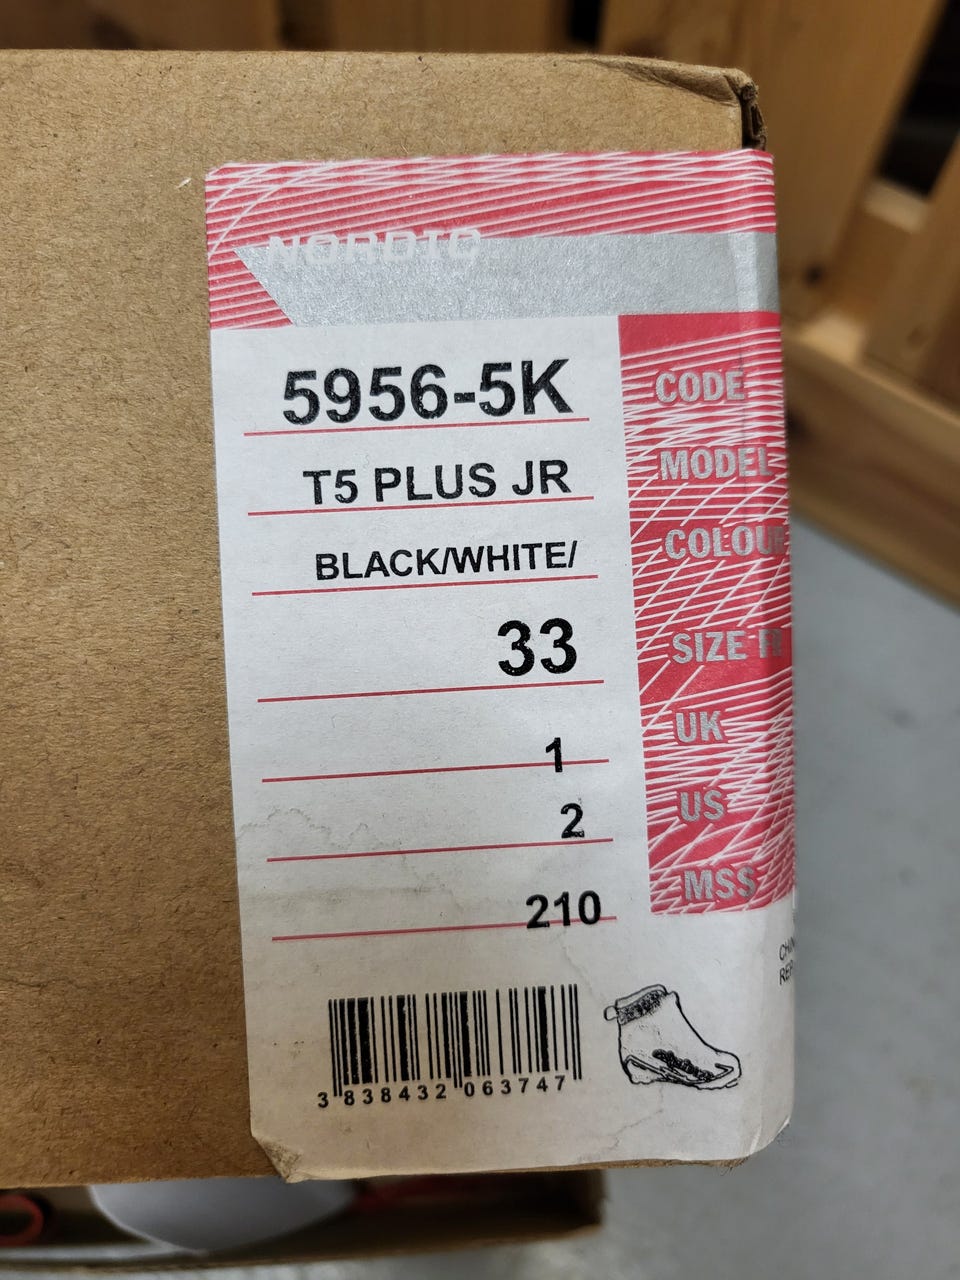 NORDIC
5956-5K CODE
T5 PLUS JR MODEL
BLACK/WHITE/ COLOUR
33 SIZE
1 UK
2 US
210 MSS
3 838432 063747